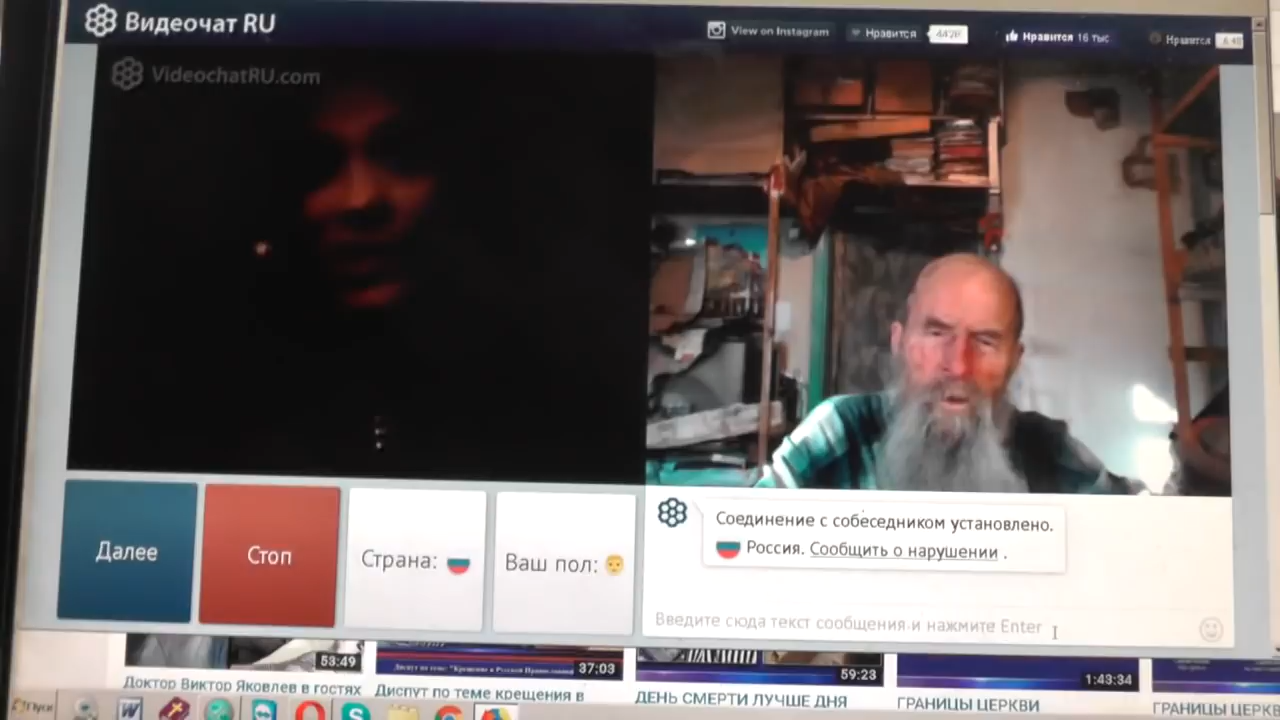 Видеочат RU
View on Instagram
Нравится
Нравится 16 тыс
Нравится
VideochatRU.com
Соединение с собеседником установлено.
Россия. Сообщить о нарушении .
Далее
Стоп
Страна:
Ваш пол:
Введите сюда текст сообщения и нажмите Enter
53:49
37:03
59:23
1:43:34
Доктор Виктор Яковлев в гостях
Диспут по теме крещения в
ДЕНЬ СМЕРТИ ЛУЧШЕ ДНЯ
ГРАНИЦЫ ЦЕРКВИ
ГРАНИЦЫ ЦЕРКВ
Пуск